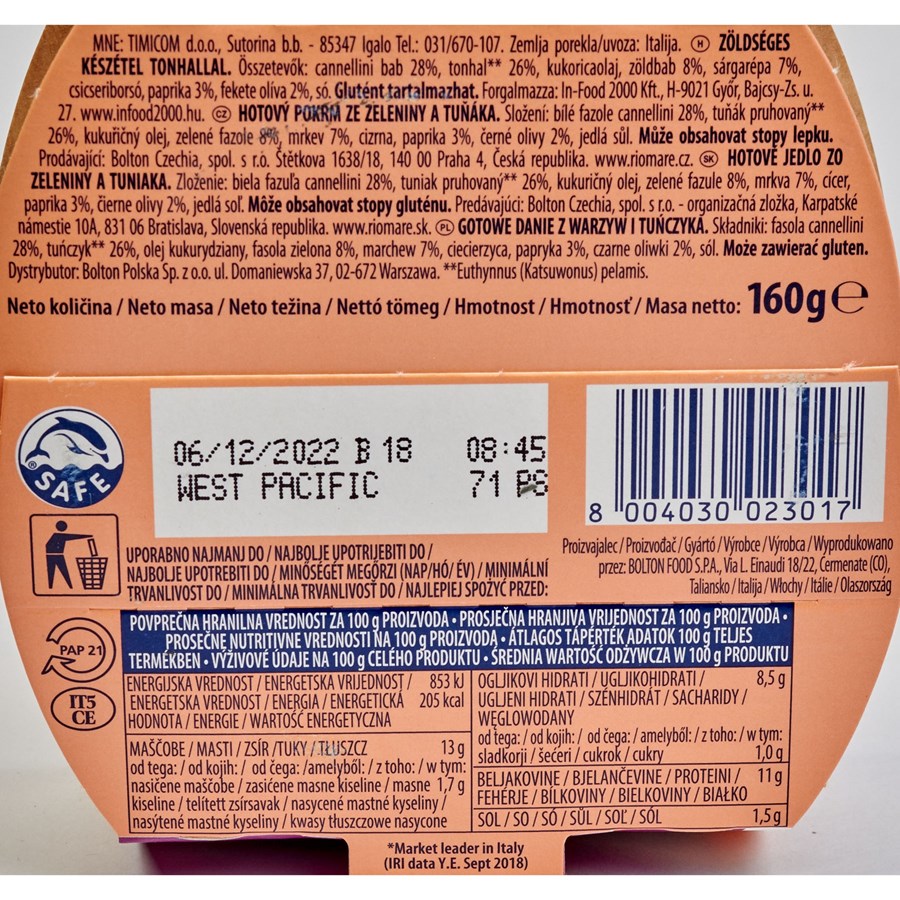 MNE: TIMICOM d.o.o., Sutorina b.b. - 85347 Igalo Tel.: 031/670-107. Zemlja porekla/uvoza: Italija. H ZÖLDSÉGES
KÉSZÉTEL TONHALLAL. Összetevők: cannellini bab 28%, tonhal** 26%, kukoricaolaj, zöldbab 8%, sárgarépa 7%,
csicseriborsó, paprika 3%, fekete olíva 2%, só. Glutént tartalmazhat. Forgalmazza: In-Food 2000 Kft., H-9021 Győr, Bajcsy-Zs. u.
27. www.infood2000.hu. CZ HOTOVÝ POKRM ZE ZELENINY A TUŇÁKA. Složení: bílé fazole cannellini 28%, tuňák pruhovaný**
26%, kukuřičný olej, zelené fazole 8%, mrkev 7%, cizrna, paprika 3%, černé olivy 2%, jedlá sůl. Může obsahovat stopy lepku.
Prodávající: Bolton Czechia, spol. s r.o. Štětkova 1638/18, 140 00 Praha 4, Česká republika. www.riomare.cz. SK HOTOVÉ JEDLO ZO
ZELENINY A TUNIAKA. Zloženie: biela fazuľa cannellini 28%, tuniak pruhovaný** 26%, kukuričný olej, zelené fazule 8%, mrkva 7%, cícer,
paprika 3%, čierne olivy 2%, jedlá soľ. Môže obsahovat stopy gluténu. Predávajúci: Bolton Czechia, spol. s r.o. - organizačná zložka, Karpatské
námestie 10A, 831 06 Bratislava, Slovenská republika. www.riomare.sk. PL GOTOWE DANIE Z WARZYW I TUŃCZYKA. Składniki: fasola cannellini
28%, tuńczyk** 26%, olej kukurydziany, fasola zielona 8%, marchew 7%, ciecierzyca, papryka 3%, czarne oliwki 2%, sól. Może zawierać gluten.
Dystrybutor: Bolton Polska Sp. z o.o. ul. Domaniewska 37, 02-672 Warszawa. **Euthynnus (Katsuwonus) pelamis.
Neto količina / Neto masa / Neto težina / Nettó tömeg / Hmotnost / Hmotnosť / Masa netto: 160g e
® SAFE
06/12/2022 B 18 08:45
WEST PACIFIC 71 PS
8 004030 023017
UPORABNO NAJMANJ DO / NAJBOLJE UPOTRIJEBITI DO /
NAJBOLJE UPOTREBITI DO / MINŐSÉGÉT MEGŐRZI (NAP/HÓ/ ÉV) / MINIMÁLNÍ
TRVANLIVOST DO / MINIMÁLNA TRVANLIVOSŤ DO / NAJLEPIEJ SPOŻYĆ PRZED:
Proizvajalec / Proizvođač / Gyártó / Výrobce / Výrobca / Wyprodukowano
przez: BOLTON FOOD S.P.A., Via L. Einaudi 18/22, Cermenate (CO),
Taliansko / Italija / Włochy / Itálie / Olaszország
PAP 21
IT5
CE
POVPREČNA HRANILNA VREDNOST ZA 100 g PROIZVODA • PROSJEČNA HRANJIVA VRIJEDNOST ZA 100 g PROIZVODA •
PROSEČNE NUTRITIVNE VREDNOSTI NA 100 g PROIZVODA • ÁTLAGOS TÁPÉRTÉK ADATOK 100 g TELJES
TERMÉKBEN • VÝŽIVOVÉ ÚDAJE NA 100 g CELÉHO PRODUKTU • ŚREDNIA WARTOŚĆ ODŻYWCZA W 100 g PRODUKTU
ENERGIJSKA VREDNOST / ENERGETSKA VRIJEDNOST / 853 kJ
ENERGETSKA VREDNOST / ENERGIA / ENERGETICKÁ 205 kcal
HODNOTA / ENERGIE / WARTOŚĆ ENERGETYCZNA
MAŠČOBE / MASTI / ZSÍR /TUKY / TŁUSZCZ 13 g
od tega: / od kojih: / od čega: /amelyből: / z toho: / w tym:
nasičene maščobe / zasićene masne kiseline / masne 1,7 g
kiseline / telített zsírsavak / nasycené mastné kyseliny /
nasýtené mastné kyseliny / kwasy tłuszczowe nasycone
OGLJIKOVI HIDRATI / UGLJIKOHIDRATI / 8,5 g
UGLJENI HIDRATI / SZÉNHIDRÁT / SACHARIDY /
WĘGLOWODANY
od tega: / od kojih: / od čega: / amelyből: / z toho: / w tym:
sladkorji / šećeri / cukrok / cukry 1,0 g
BELJAKOVINE / BJELANČEVINE / PROTEINI / 11 g
FEHÉRJE / BÍLKOVINY / BIELKOVINY / BIAŁKO
SOL / SO / SÓ / SŮL / SOĽ / SÓL 1,5 g
*Market leader in Italy
(IRI data Y.E. Sept 2018)